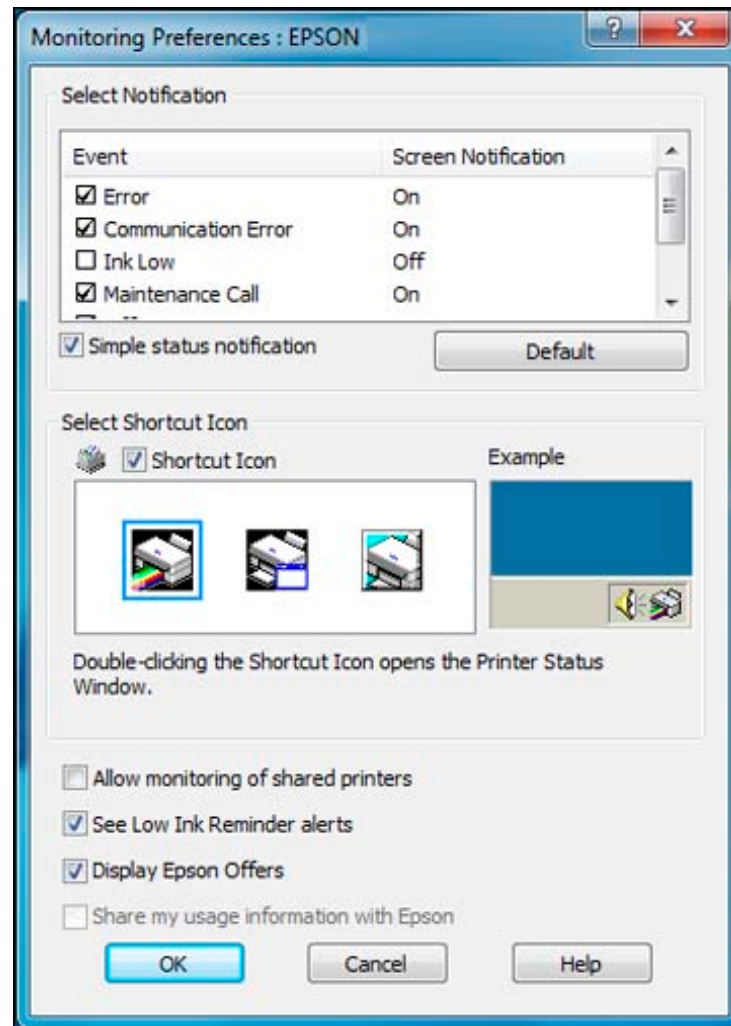 Monitoring Preferences : EPSON
Select Notification
Event Screen Notification
Error On
Communication Error On
Ink Low Off
Maintenance Call On
Simple status notification
Default
Select Shortcut Icon
Shortcut Icon
Example
Double-clicking the Shortcut Icon opens the Printer Status
Window.
Allow monitoring of shared printers
See Low Ink Reminder alerts
Display Epson Offers
Share my usage information with Epson
OK Cancel Help